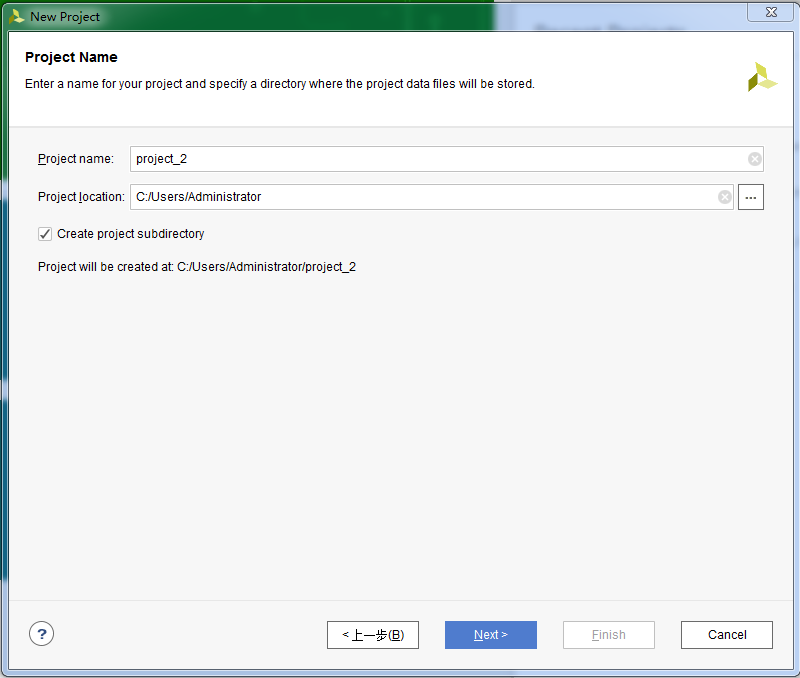 New Project
Project Name
Enter a name for your project and specify a directory where the project data files will be stored.
Project name: project_2
Project location: C:/Users/Administrator ...
Create project subdirectory
Project will be created at: C:/Users/Administrator/project_2
? < 上一步(B) Next > Finish Cancel